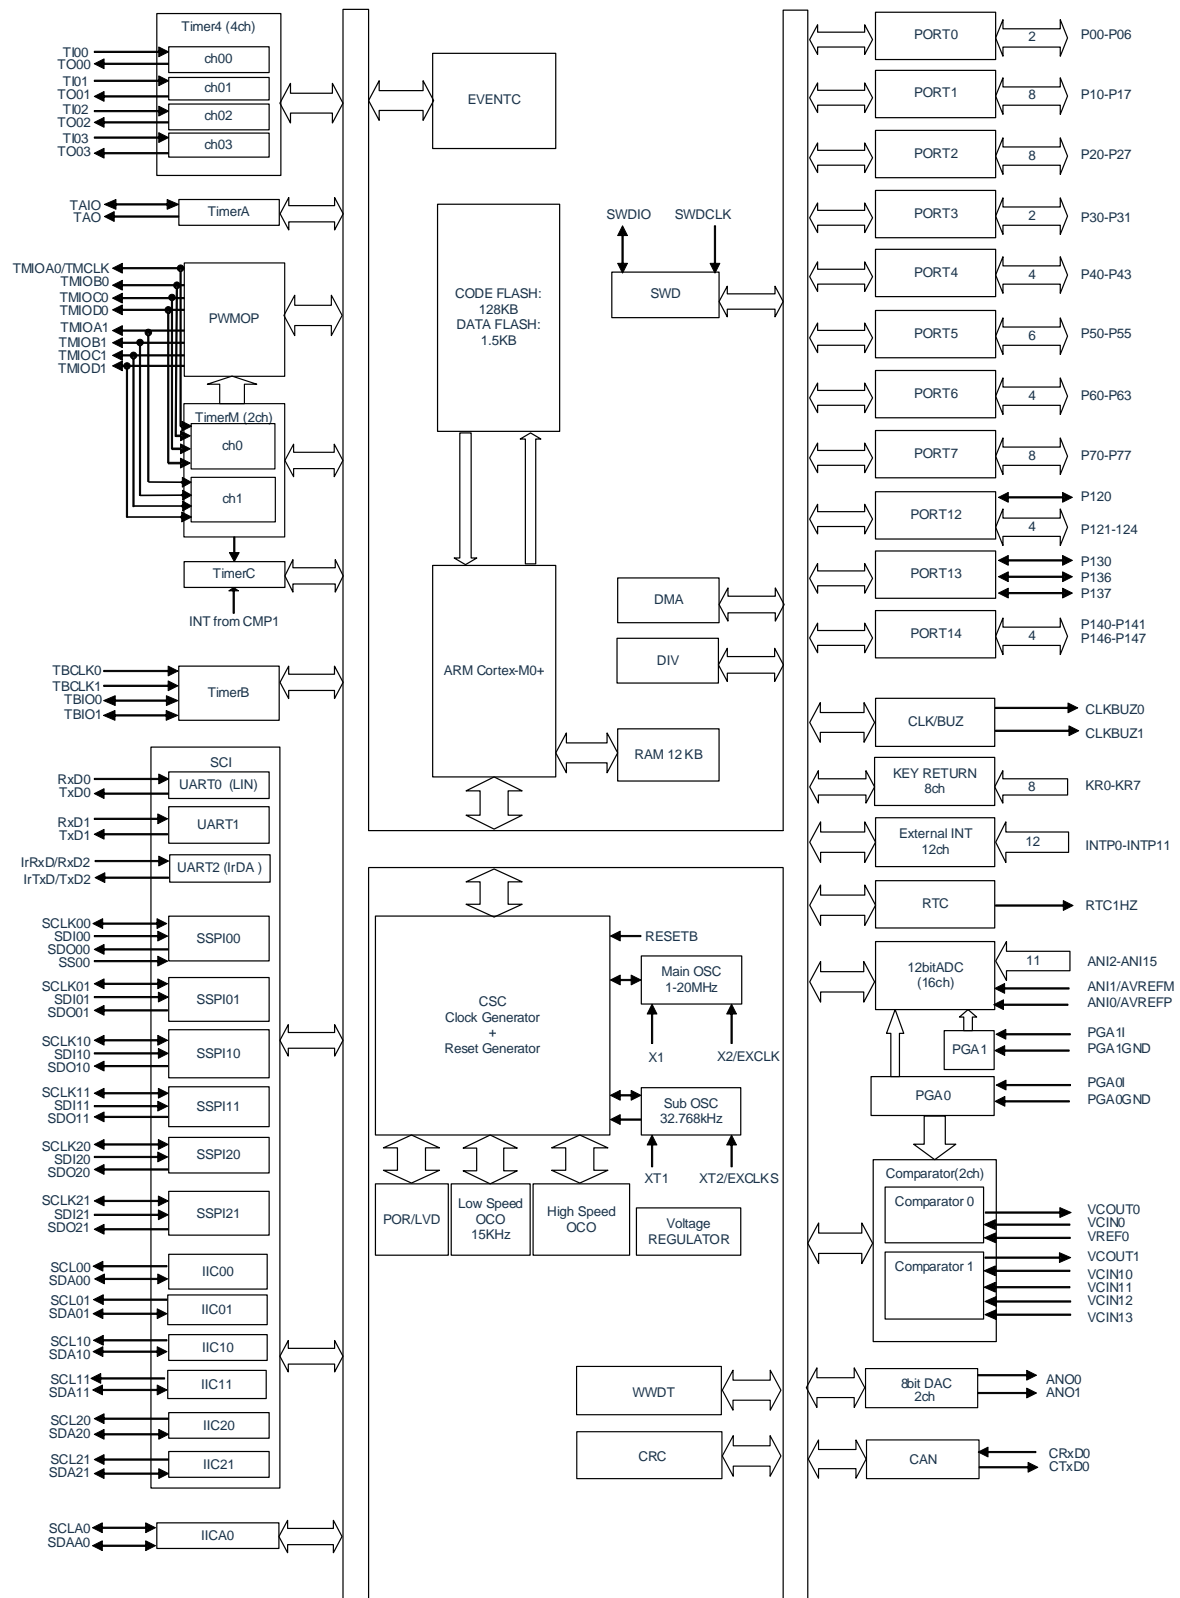 Timer4 (4ch)
TI00
TO00
ch00
TI01
TO01
ch01
TI02
TO02
ch02
TI03
TO03
ch03
TAIO
TAO
TimerA
TMIOA0/TMCLK
TMIOB0
TMIOC0
TMIOD0
TMIOA1
TMIOB1
TMIOC1
TMIOD1
PWMOP
TimerM (2ch)
ch0
ch1
TimerC
INT from CMP1
TBCLK0
TBCLK1
TBIO0
TBIO1
TimerB
SCI
RxD0
TxD0
UART0 (LIN)
RxD1
TxD1
UART1
IrRxD/RxD2
IrTxD/TxD2
UART2 (IrDA )
SCLK00
SDI00
SDO00
SS00
SSPI00
SCLK01
SDI01
SDO01
SSPI01
SCLK10
SDI10
SDO10
SSPI10
SCLK11
SDI11
SDO11
SSPI11
SCLK20
SDI20
SDO20
SSPI20
SCLK21
SDI21
SDO21
SSPI21
SCL00
SDA00
IIC00
SCL01
SDA01
IIC01
SCL10
SDA10
IIC10
SCL11
SDA11
IIC11
SCL20
SDA20
IIC20
SCL21
SDA21
IIC21
SCLA0
SDAA0
IICA0
EVENTC
CODE FLASH:
128KB
DATA FLASH:
1.5KB
SWDIO
SWDCLK
SWD
ARM Cortex-M0+
DMA
DIV
RAM 12 KB
CSC
Clock Generator
+
Reset Generator
RESETB
Main OSC
1-20MHz
X1
X2/EXCLK
Sub OSC
32.768kHz
XT1
XT2/EXCLKS
POR/LVD
Low Speed
OCO
15KHz
High Speed
OCO
Voltage
REGULATOR
WWDT
CRC
PORT0
2
P00-P06
PORT1
8
P10-P17
PORT2
8
P20-P27
PORT3
2
P30-P31
PORT4
4
P40-P43
PORT5
6
P50-P55
PORT6
4
P60-P63
PORT7
8
P70-P77
PORT12
P120
4
P121-124
PORT13
P130
P136
P137
PORT14
4
P140-P141
P146-P147
CLK/BUZ
CLKBUZ0
CLKBUZ1
KEY RETURN
8ch
8
KR0-KR7
External INT
12ch
12
INTP0-INTP11
RTC
RTC1HZ
12bitADC
(16ch)
11
ANI2-ANI15
ANI1/AVREFM
ANI0/AVREFP
PGA1
PGA1I
PGA1GND
PGA0
PGA0I
PGA0GND
Comparator(2ch)
Comparator 0
VCOUT0
VCIN0
VREF0
Comparator 1
VCOUT1
VCIN10
VCIN11
VCIN12
VCIN13
8bit DAC
2ch
ANO0
ANO1
CAN
CRxD0
CTxD0